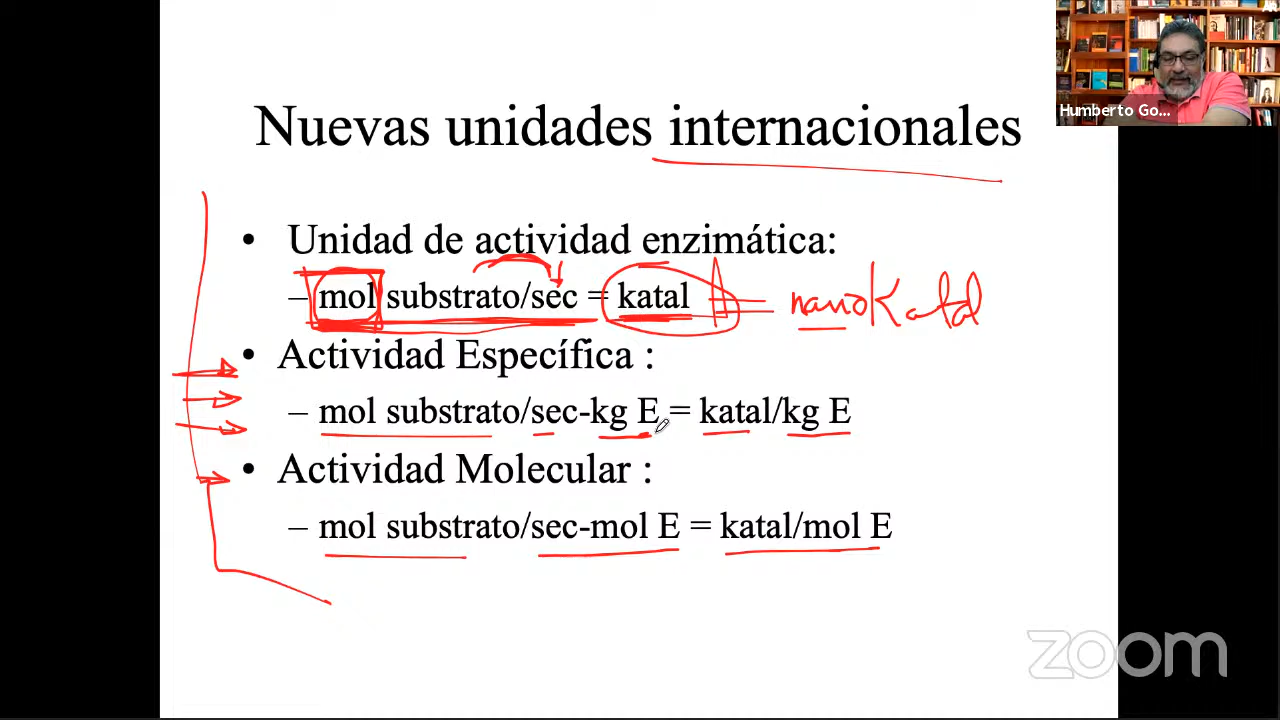 Humberto Go...
Nuevas unidades internacionales
• Unidad de actividad enzimática:
– mol substrato/sec = katal nanoKatal
• Actividad Específica :
– mol substrato/sec-kg E = katal/kg E
• Actividad Molecular :
– mol substrato/sec-mol E = katal/mol E
zoom